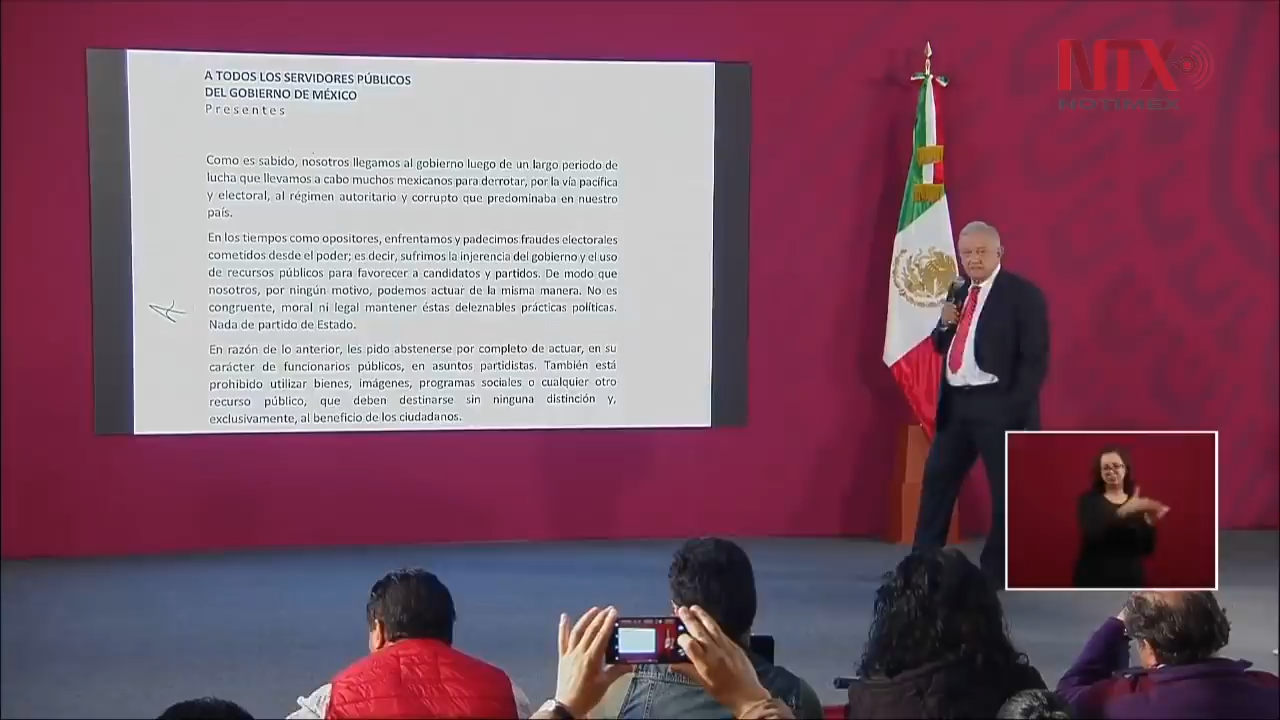 A TODOS LOS SERVIDORES PÚBLICOS
DEL GOBIERNO DE MÉXICO
Presentes
Como es sabido, nosotros llegamos al gobierno luego de un largo periodo de
lucha que llevamos a cabo muchos mexicanos para derrotar, por la vía pacífica
y electoral, al régimen autoritario y corrupto que predominaba en nuestro
país.
En los tiempos como opositores, enfrentamos y padecimos fraudes electorales
cometidos desde el poder; es decir, sufrimos la injerencia del gobierno y el uso
de recursos públicos para favorecer a candidatos y partidos. De modo que
nosotros, por ningún motivo, podemos actuar de la misma manera. No es
congruente, moral ni legal mantener éstas deleznables prácticas políticas.
Nada de partido de Estado.
En razón de lo anterior, les pido abstenerse por completo de actuar, en su
carácter de funcionarios públicos, en asuntos partidistas. También está
prohibido utilizar bienes, imágenes, programas sociales o cualquier otro
recurso público, que deben destinarse sin ninguna distinción y,
exclusivamente, al beneficio de los ciudadanos.
NTX
NOTIMEX